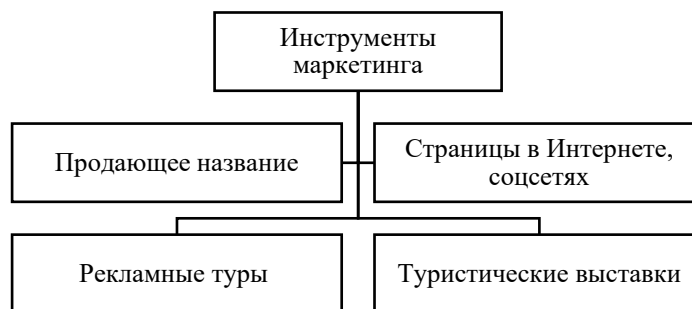 Инструменты
маркетинга
Продающее название
Страницы в Интернете,
соцсетях
Рекламные туры
Туристические выставки